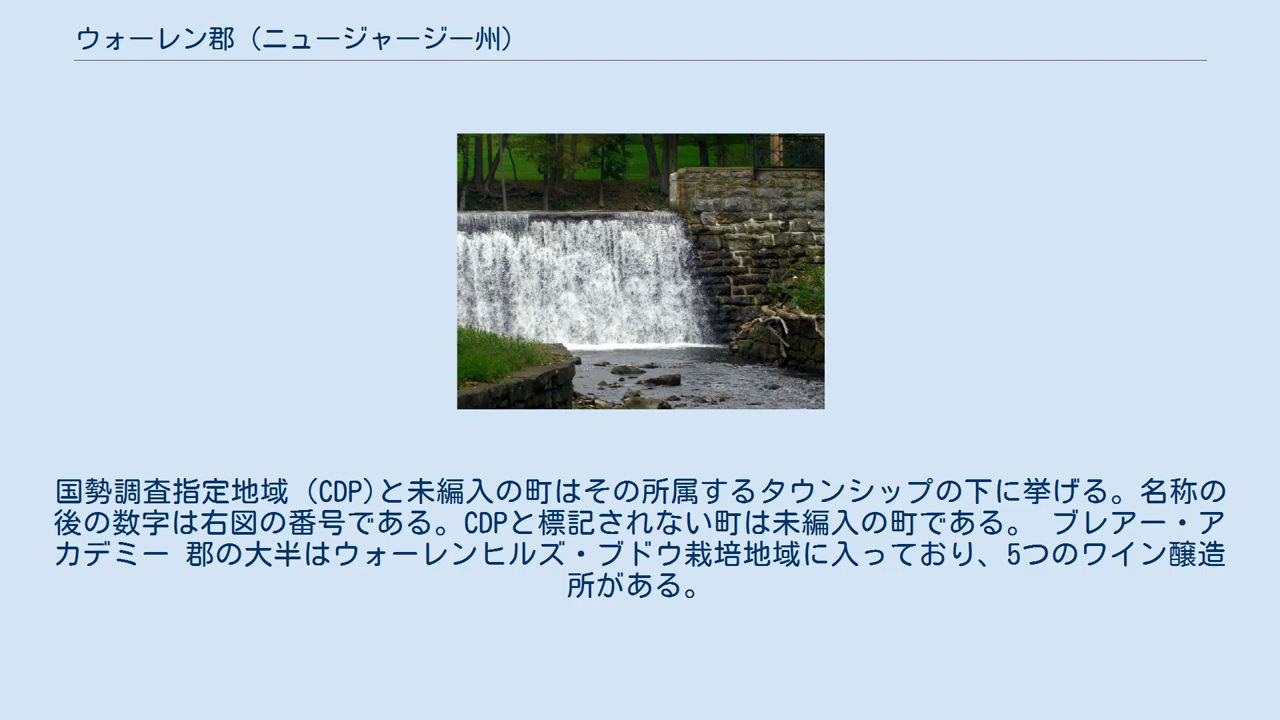 ウォーレン郡 (ニュージャージー州)
国勢調査指定地域 (CDP)と未編入の町はその所属するタウンシップの下に挙げる。名称の
後の数字は右図の番号である。CDPと標記されない町は未編入の町である。 ブレアー・ア
カデミー 郡の大半はウォーレンヒルズ・ブドウ栽培地域に入っており、5つのワイン醸造
所がある。